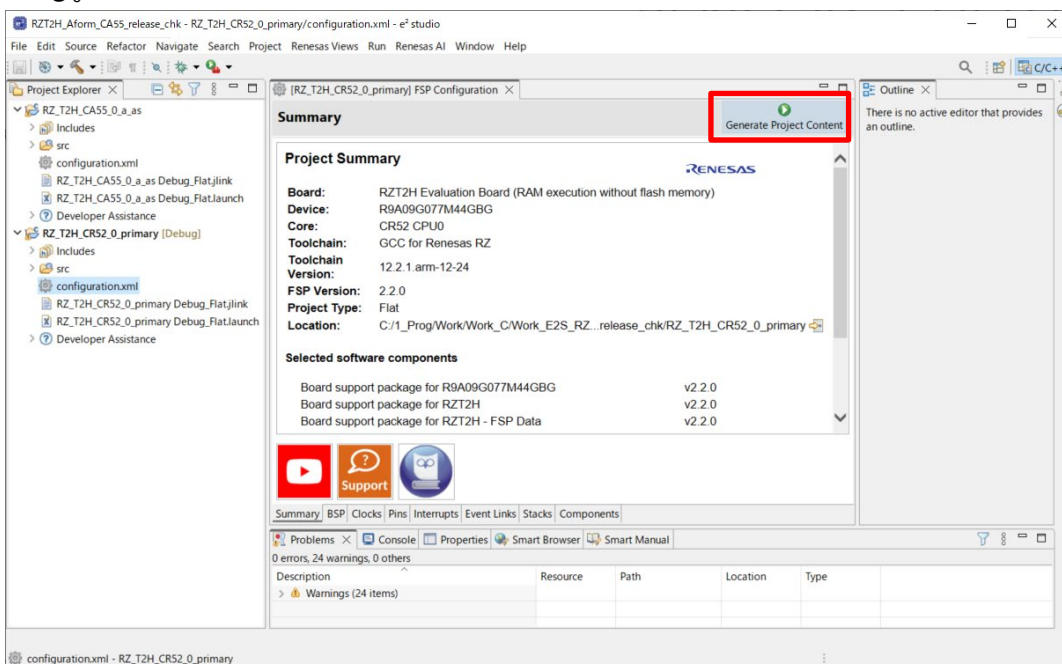 す。
RZT2H_Aform_CA55_release_chk - RZ_T2H_CR52_0_primary/configuration.xml - e² studio
File Edit Source Refactor Navigate Search Project Renesas Views Run Renesas AI Window Help
C/C++
Project Explorer
[RZ_T2H_CR52_0_primary] FSP Configuration
Outline
RZ_T2H_CA55_0_a_as
Includes
src
configuration.xml
RZ_T2H_CA55_0_a_as Debug_Flat.jlink
RZ_T2H_CA55_0_a_as Debug_Flat.launch
Developer Assistance
RZ_T2H_CR52_0_primary [Debug]
Includes
src
configuration.xml
RZ_T2H_CR52_0_primary Debug_Flat.jlink
RZ_T2H_CR52_0_primary Debug_Flat.launch
Developer Assistance
Summary
Generate Project Content
Project Summary
RENESAS
Board: RZT2H Evaluation Board (RAM execution without flash memory)
Device: R9A09G077M44GBG
Core: CR52 CPU0
Toolchain: GCC for Renesas RZ
Toolchain Version: 12.2.1.arm-12-24
FSP Version: 2.2.0
Project Type: Flat
Location: C:/1_Prog/Work/Work_C/Work_E2S_RZ...release_chk/RZ_T2H_CR52_0_primary
Selected software components
Board support package for R9A09G077M44GBG v2.2.0
Board support package for RZT2H v2.2.0
Board support package for RZT2H - FSP Data v2.2.0
Support
Summary BSP Clocks Pins Interrupts Event Links Stacks Components
There is no active editor that provides
an outline.
Problems Console Properties Smart Browser Smart Manual
0 errors, 24 warnings, 0 others
Description Resource Path Location Type
Warnings (24 items)
configuration.xml - RZ_T2H_CR52_0_primary